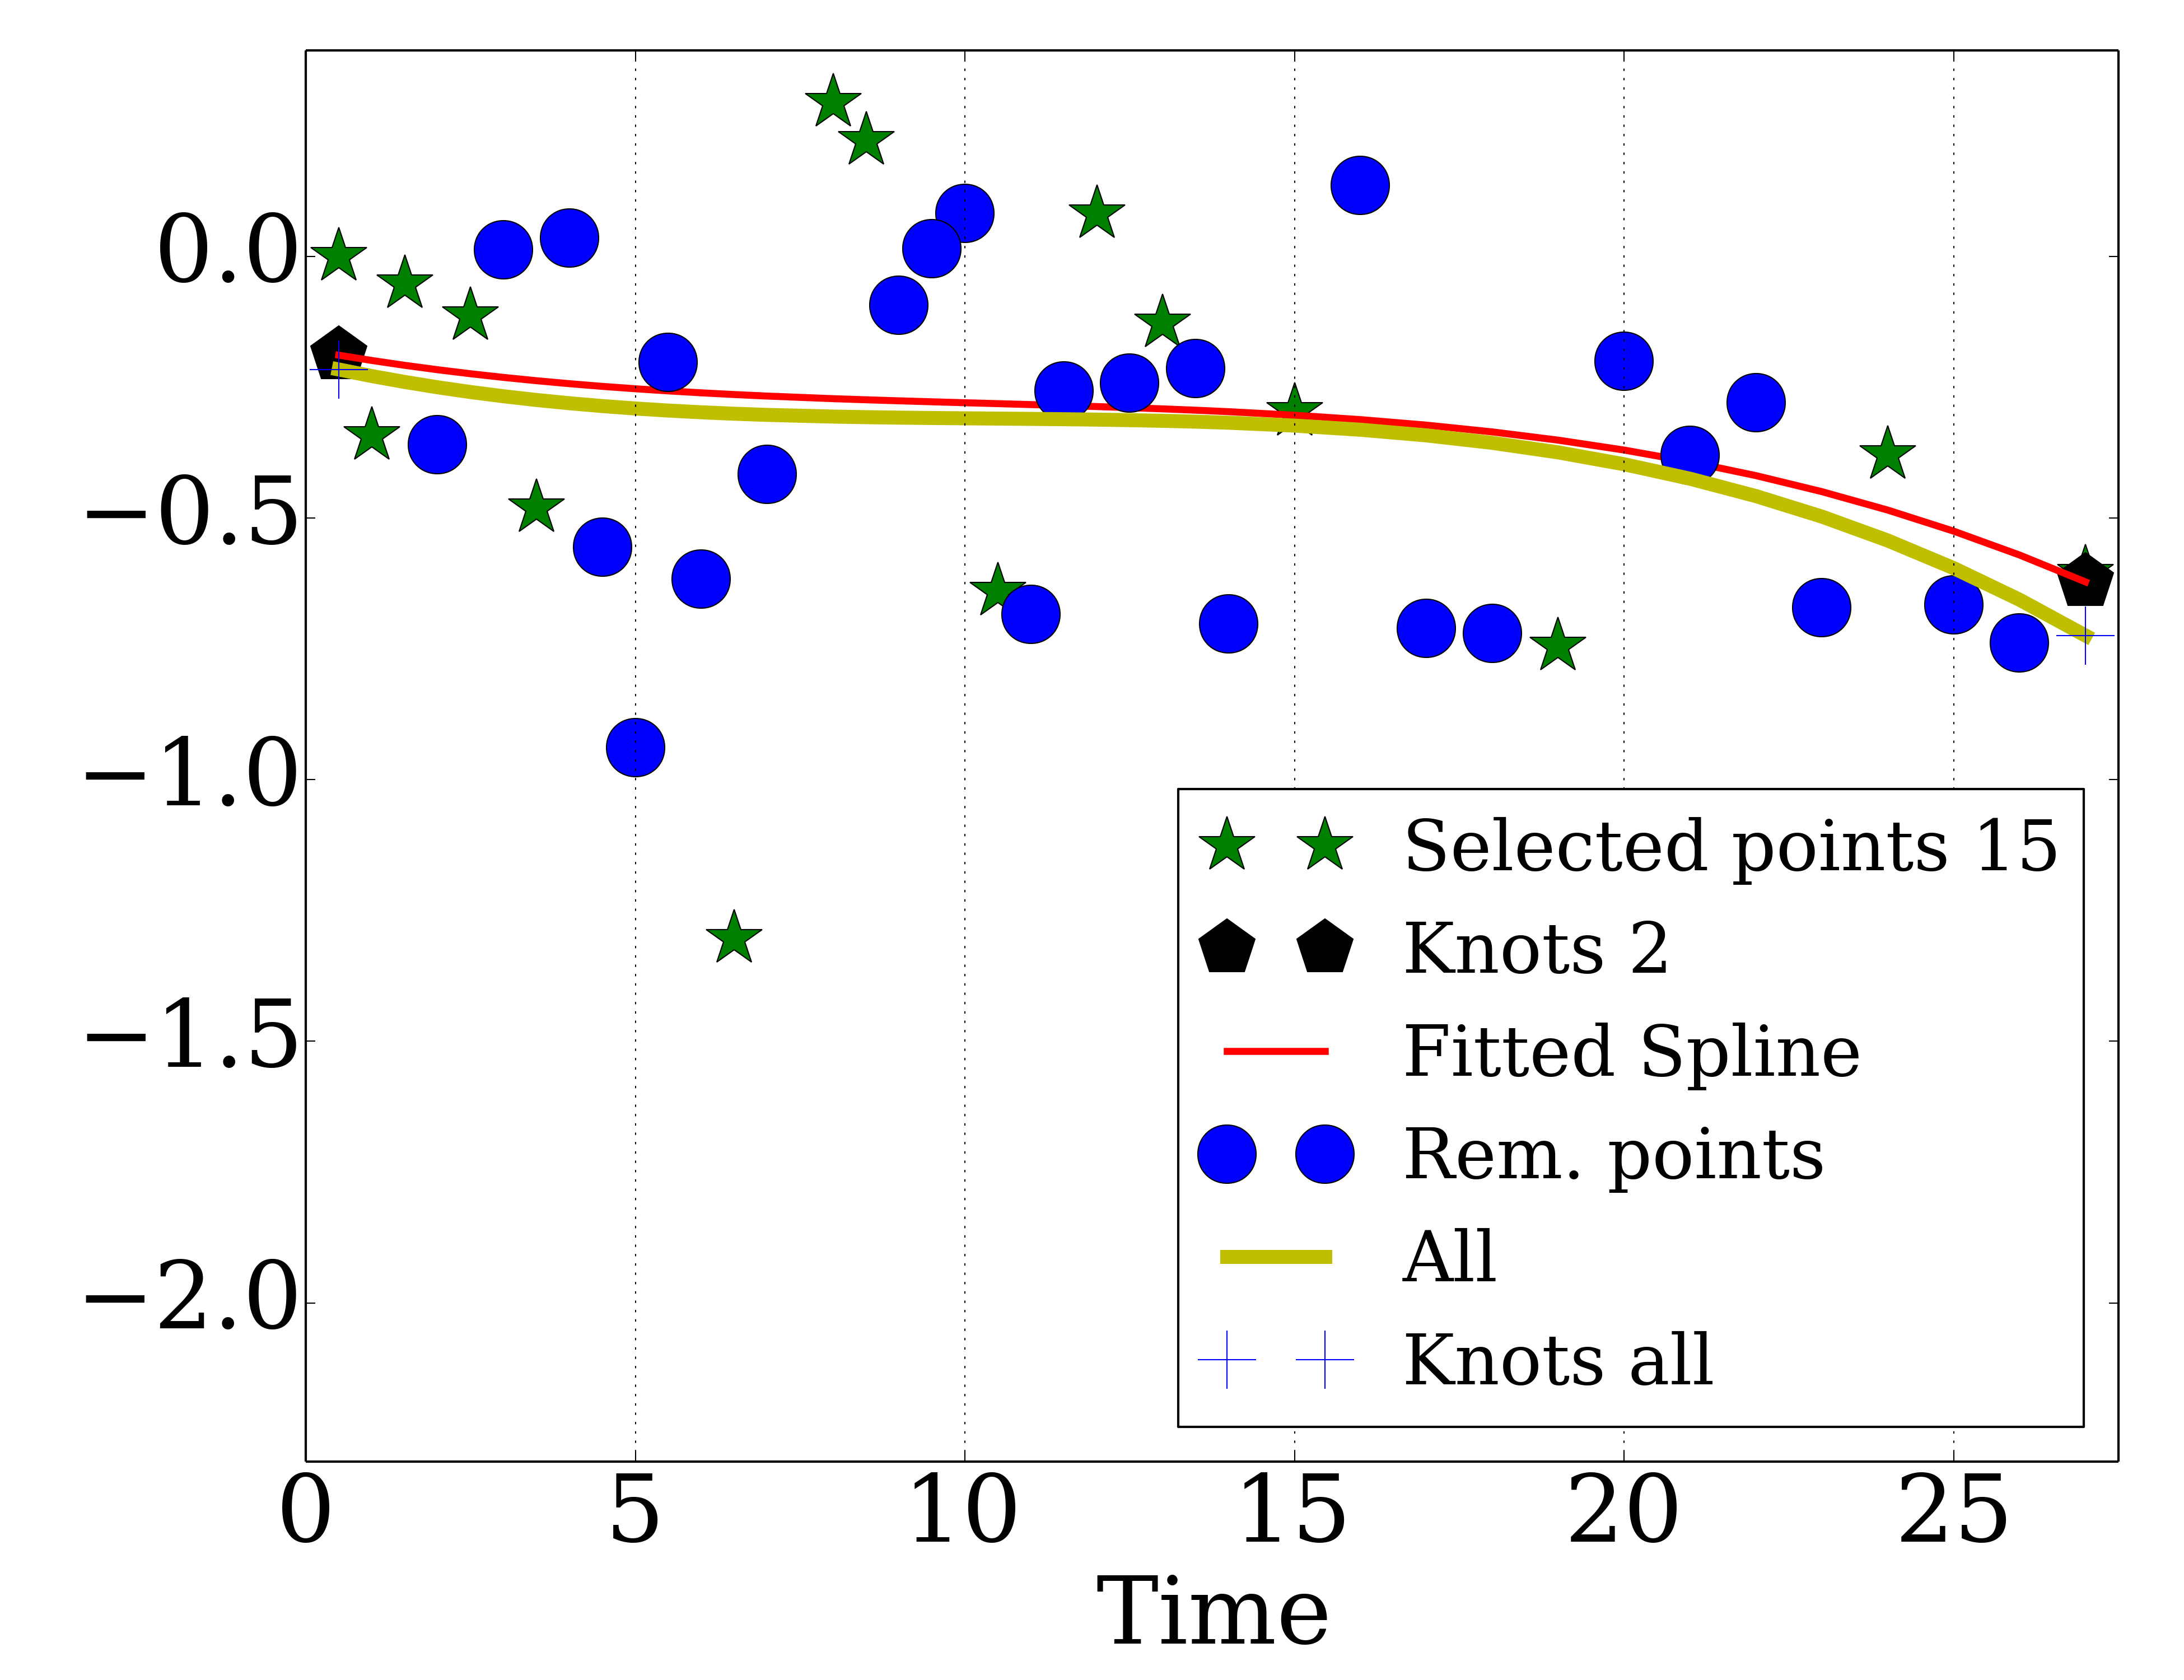 0.0
−0.5
−1.0
−1.5
−2.0
Selected points 15
Knots 2
Fitted Spline
Rem. points
All
Knots all
0 5 10 15 20 25
Time